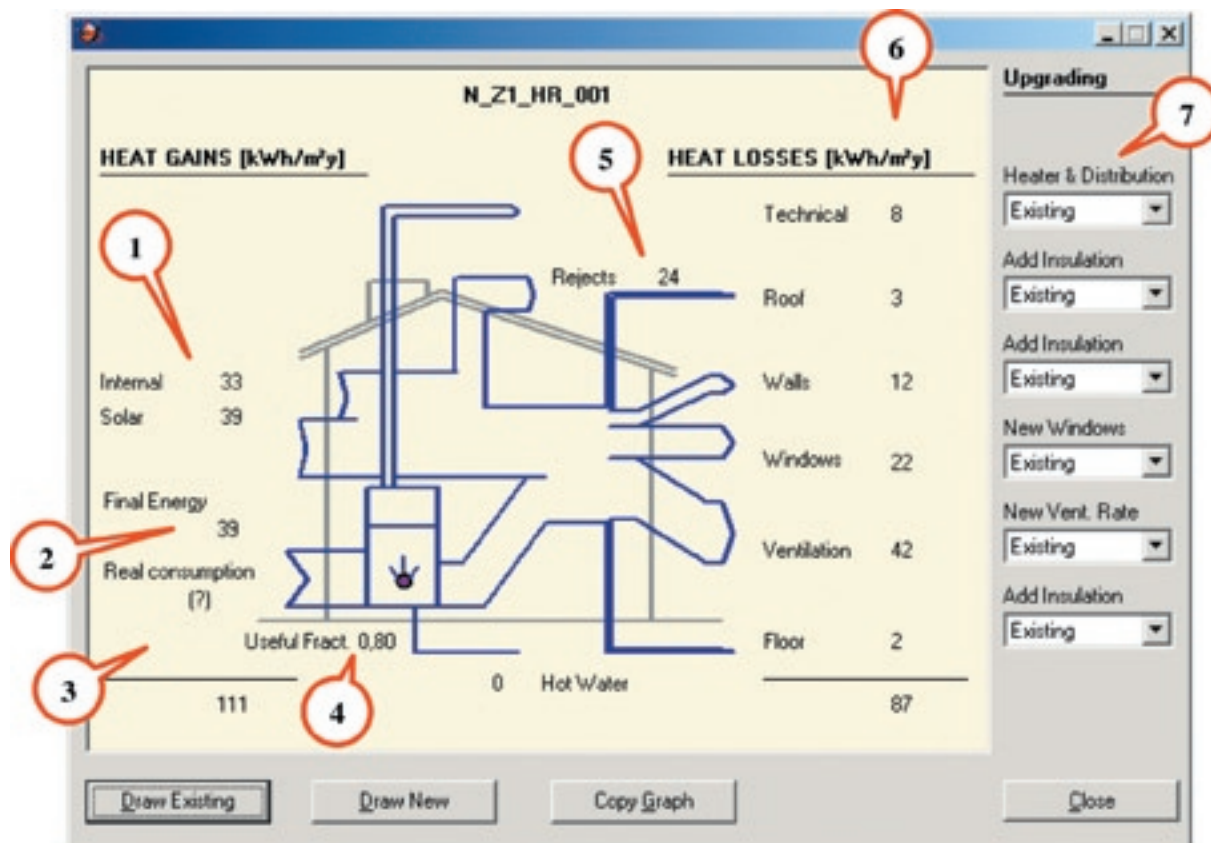 6
N_Z1_HR_001
Upgrading
7
5
HEAT GAINS [kWh/m²y]
HEAT LOSSES [kWh/m²y]
Heater & Distribution
Existing
Technical 8
1
Rejects 24
Add Insulation
Existing
Roof 3
Add Insulation
Existing
Internal 33
Walls 12
Solar 39
New Windows
Existing
Windows 22
Final Energy
39
2
New Vent. Rate
Existing
Ventilation 42
Real consumption
(?)
Add Insulation
Existing
Useful Fract. 0,80
Floor 2
3
4
0 Hot Water
111
87
Draw Existing
Draw New
Copy Graph
Close